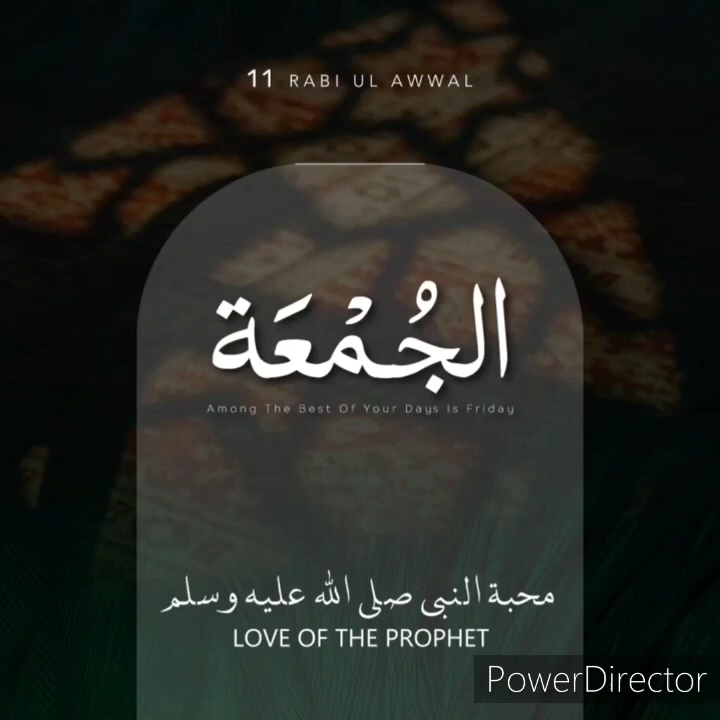 11 RABI UL AWWAL
الجُمْعَة
Among The Best Of Your Days Is Friday
محبة النبى صلى الله عليه وسلم
LOVE OF THE PROPHET
PowerDirector